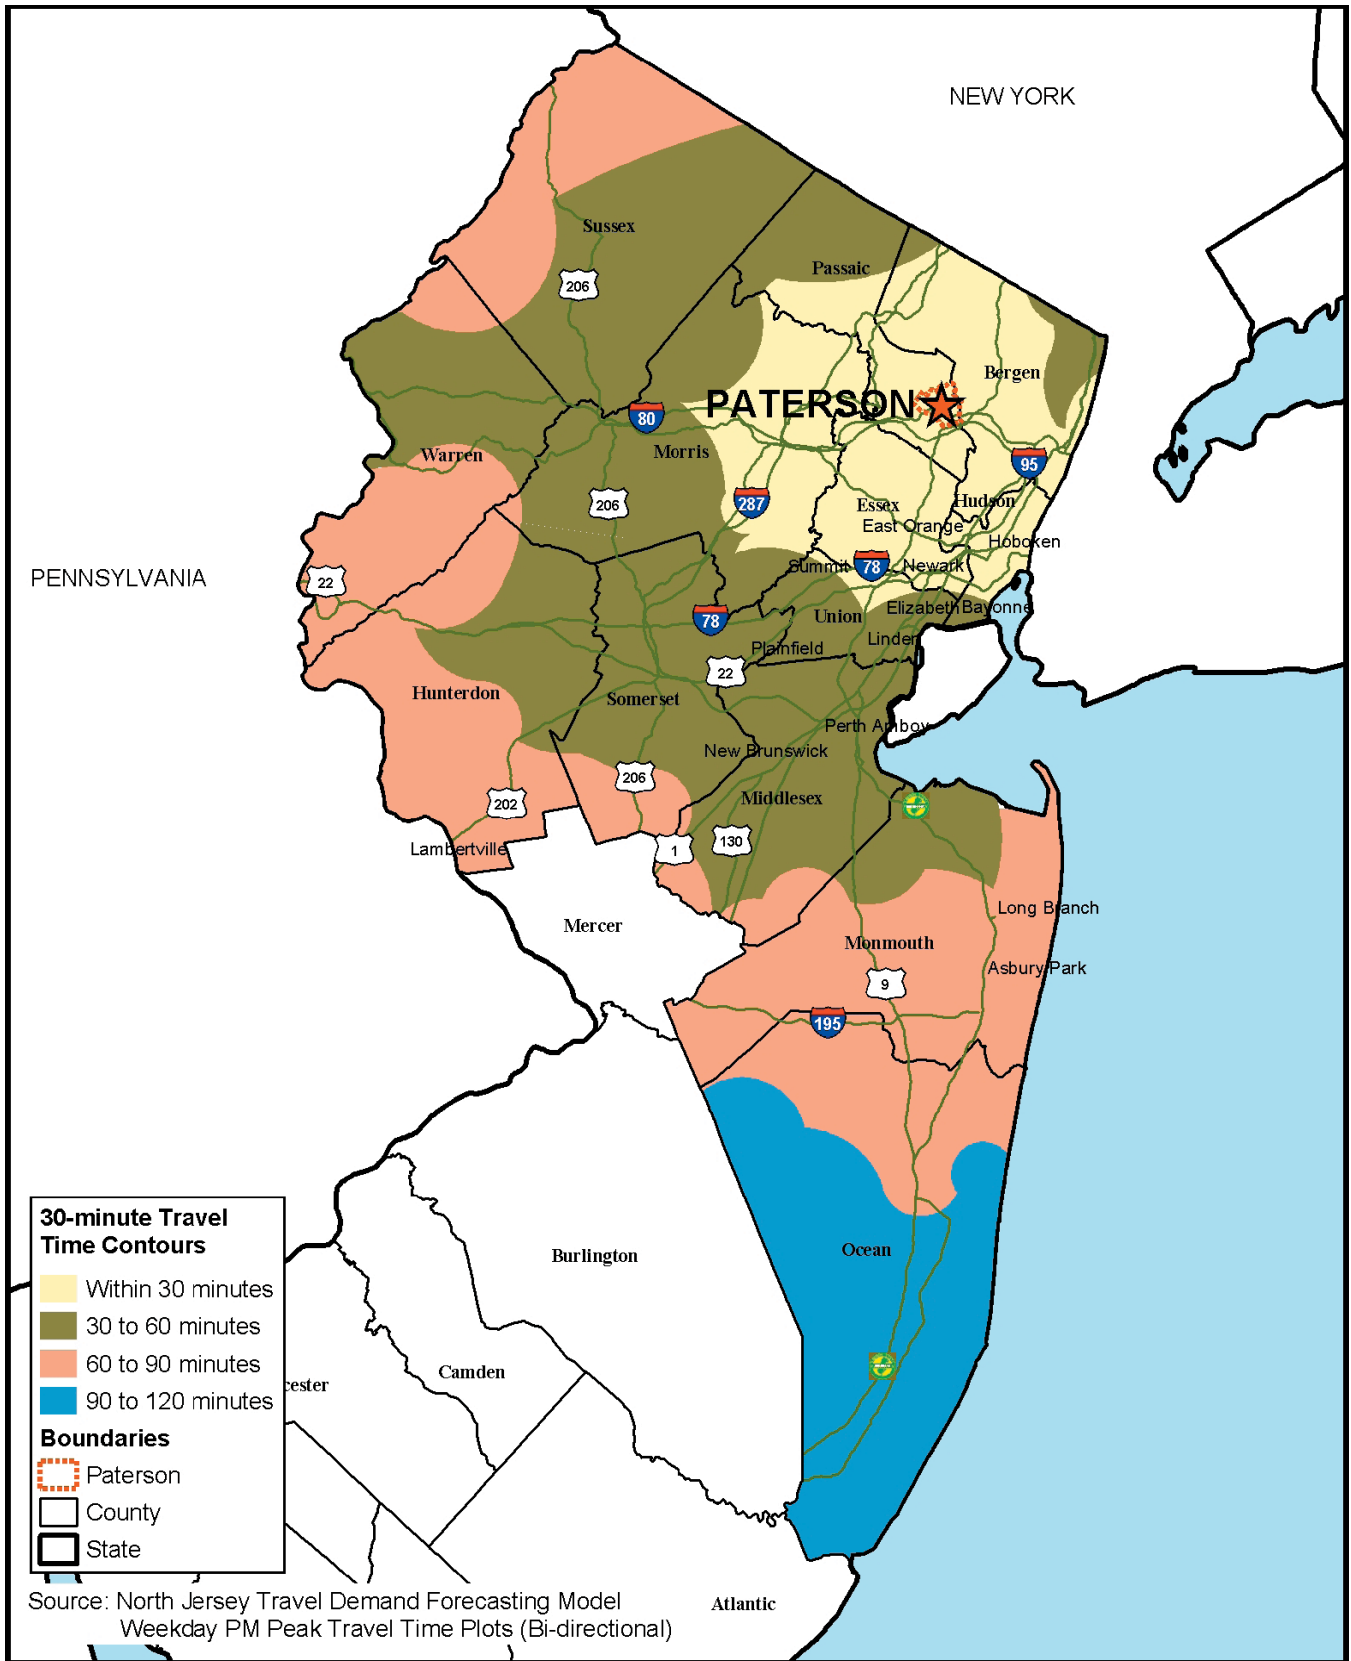 NEW YORK
Sussex
Passaic
206
Bergen
PATERSON
80
Morris
Warren
95
287
206
Essex
Hudson
East Orange
Hoboken
PENNSYLVANIA
22
Summit
78
Newark
Elizabeth
Bayonne
78
Union
Linden
Plainfield
22
Hunterdon
Somerset
Perth Amboy
New Brunswick
206
Middlesex
202
130
1
Lambertville
Long Branch
Mercer
Monmouth
Asbury Park
9
195
Ocean
Burlington
Camden
cester
Atlantic
30-minute Travel
Time Contours
Within 30 minutes
30 to 60 minutes
60 to 90 minutes
90 to 120 minutes
Boundaries
Paterson
County
State
Source: North Jersey Travel Demand Forecasting Model
Weekday PM Peak Travel Time Plots (Bi-directional)